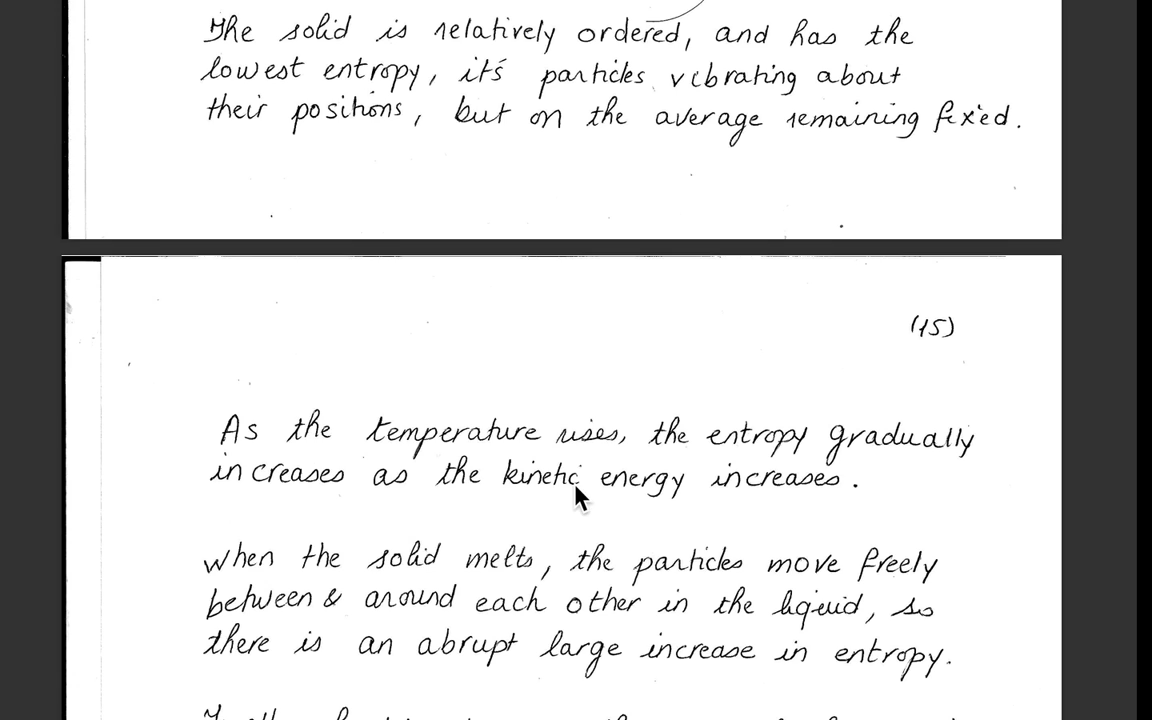 The solid is relatively ordered, and has the
lowest entropy, it's particles vibrating about
their positions, but on the average remaining fixed.
(15)
As the temperature rises, the entropy gradually
increases as the kinetic energy increases.
When the solid melts, the particles move freely
between & around each other in the liquid, so
there is an abrupt large increase in entropy.